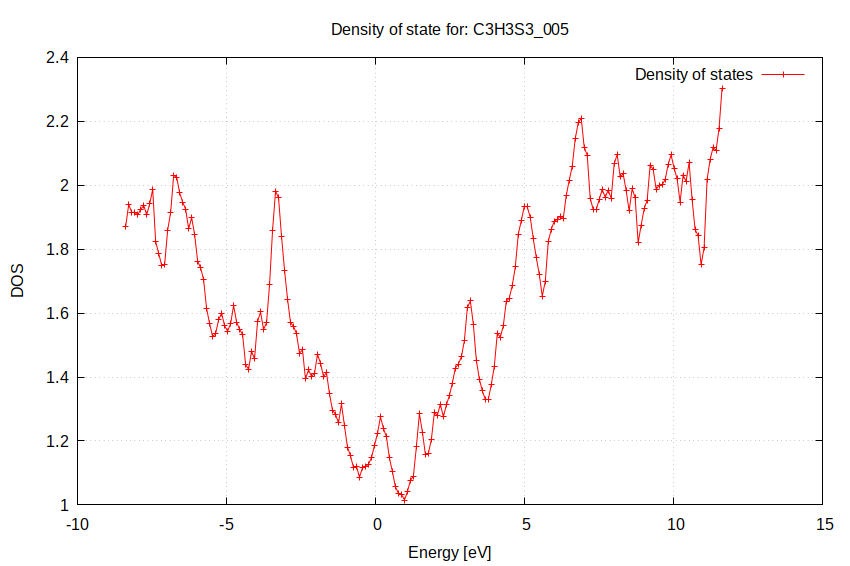 Density of state for: C3H3S3_005
Density of states
2.4
2.2
2
1.8
1.6
1.4
1.2
1
DOS
-10 -5 0 5 10 15
Energy [eV]